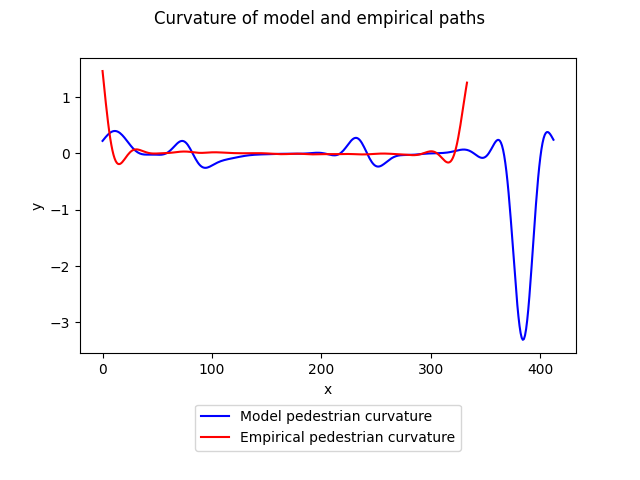 Curvature of model and empirical paths
1
0
−1
−2
−3
y
0 100 200 300 400
x
Model pedestrian curvature
Empirical pedestrian curvature